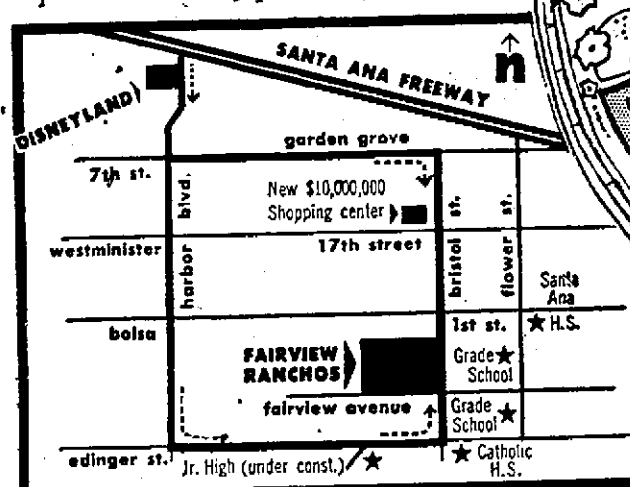 SANTA ANA FREEWAY
n
DISNEYLAND
garden grove
7th st.
harbor blvd.
New $10,000,000
Shopping center
bristol st.
flower st.
westminister
17th street
Santa
Ana
H.S.
bolsa
1st st.
FAIRVIEW
RANCHOS
Grade
School
fairview avenue
Grade
School
edinger st.
Jr. High (under const.)
Catholic
H.S.